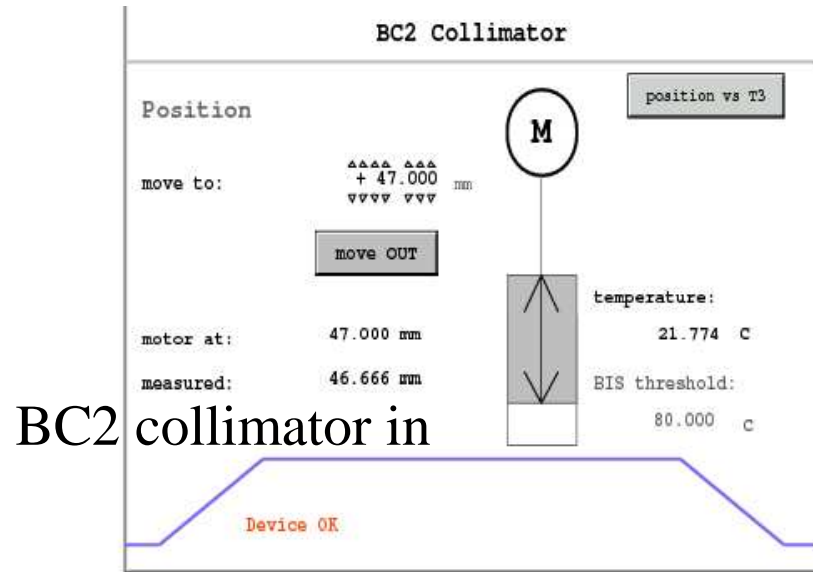 BC2 Collimator
position vs T3
Position
M
move to: + 47.000 mm
move OUT
temperature:
motor at: 47.000 mm 21.774 C
measured: 46.666 mm BIS threshold:
80.000 C
BC2 collimator in
Device OK